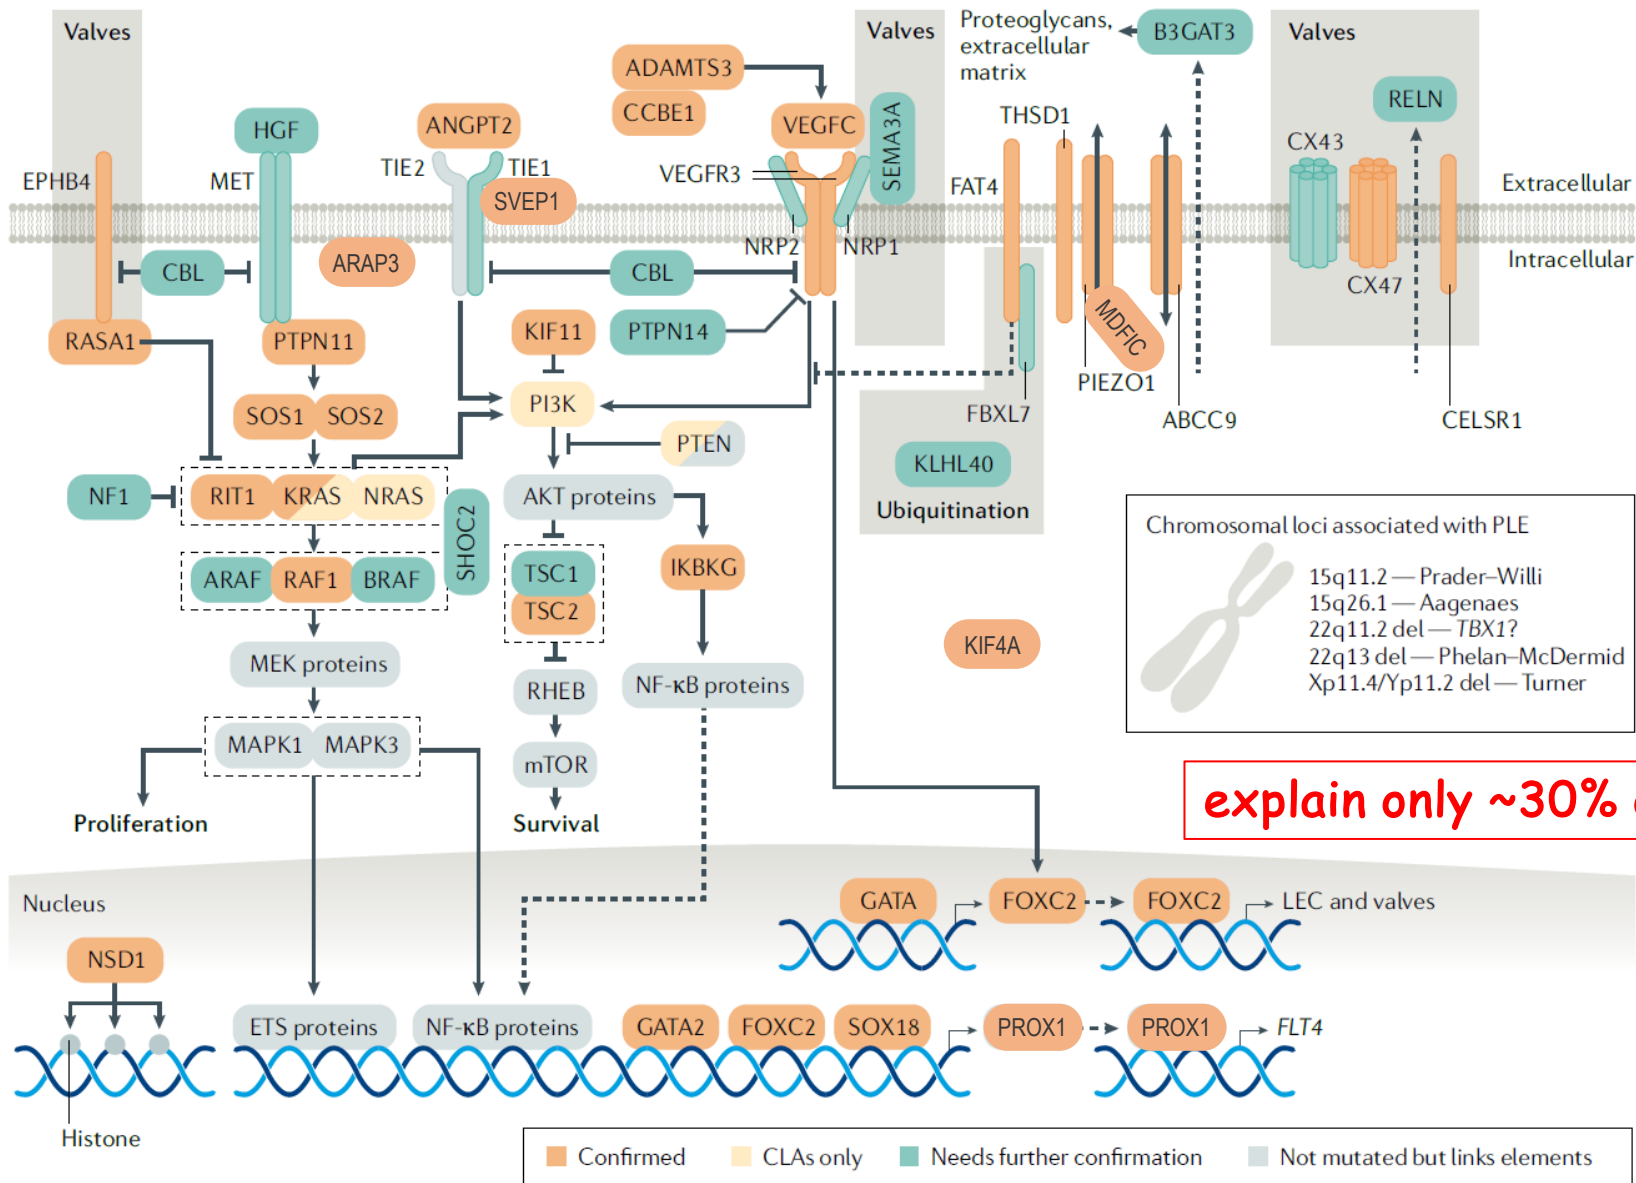 Valves
Valves
Proteoglycans,
extracellular
matrix
B3GAT3
Valves
ADAMTS3
CCBE1
VEGFC
SEMA3A
RELN
HGF
ANGPT2
THSD1
CX43
EPHB4
MET
TIE2
TIE1
VEGFR3
FAT4
Extracellular
SVEP1
NRP2
NRP1
Intracellular
CBL
ARAP3
CBL
CX47
RASA1
PTPN11
KIF11
PTPN14
MDFIC
PIEZO1
SOS1
SOS2
PI3K
FBXL7
ABCC9
CELSR1
PTEN
KLHL40
NF1
RIT1
KRAS
NRAS
AKT proteins
Ubiquitination
SHOC2
Chromosomal loci associated with PLE
15q11.2 — Prader–Willi
15q26.1 — Aagenaes
22q11.2 del — TBX1?
22q13 del — Phelan–McDermid
Xp11.4/Yp11.2 del — Turner
ARAF
RAF1
BRAF
TSC1
TSC2
IKBKG
KIF4A
MEK proteins
RHEB
NF-κB proteins
MAPK1
MAPK3
mTOR
explain only ~30%
Proliferation
Survival
Nucleus
GATA
FOXC2
FOXC2
LEC and valves
NSD1
ETS proteins
NF-κB proteins
GATA2
FOXC2
SOX18
PROX1
PROX1
FLT4
Histone
Confirmed
CLAs only
Needs further confirmation
Not mutated but links elements